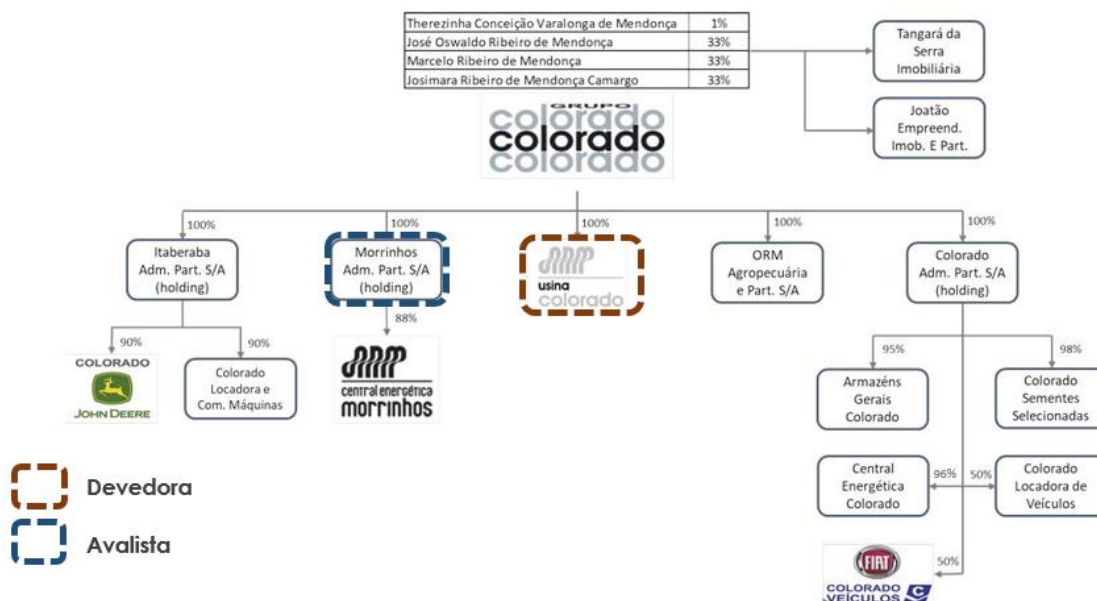 Therezinha Conceição Varalonga de Mendonça 1%
José Oswaldo Ribeiro de Mendonça 33%
Marcelo Ribeiro de Mendonça 33%
Josimara Ribeiro de Mendonça Camargo 33%
Tangará da
Serra
Imobiliária
Joatão
Empreend.
Imob. E Part.
GRUPO
colorado
colorado
colorado
100%
100%
100%
100%
100%
Itaberaba
Adm. Part. S/A
(holding)
Morrinhos
Adm. Part. S/A
(holding)
usina
colorado
ORM
Agropecuária
e Part. S/A
Colorado
Adm. Part. S/A
(holding)
90%
90%
88%
95%
98%
COLORADO
JOHN DEERE
Colorado
Locadora e
Com. Máquinas
central energética
morrinhos
Armazéns
Gerais
Colorado
Colorado
Sementes
Selecionadas
Central
Energética
Colorado
96%
50%
Colorado
Locadora de
Veículos
FIAT
50%
COLORADO
VEÍCULOS C
Devedora
Avalista